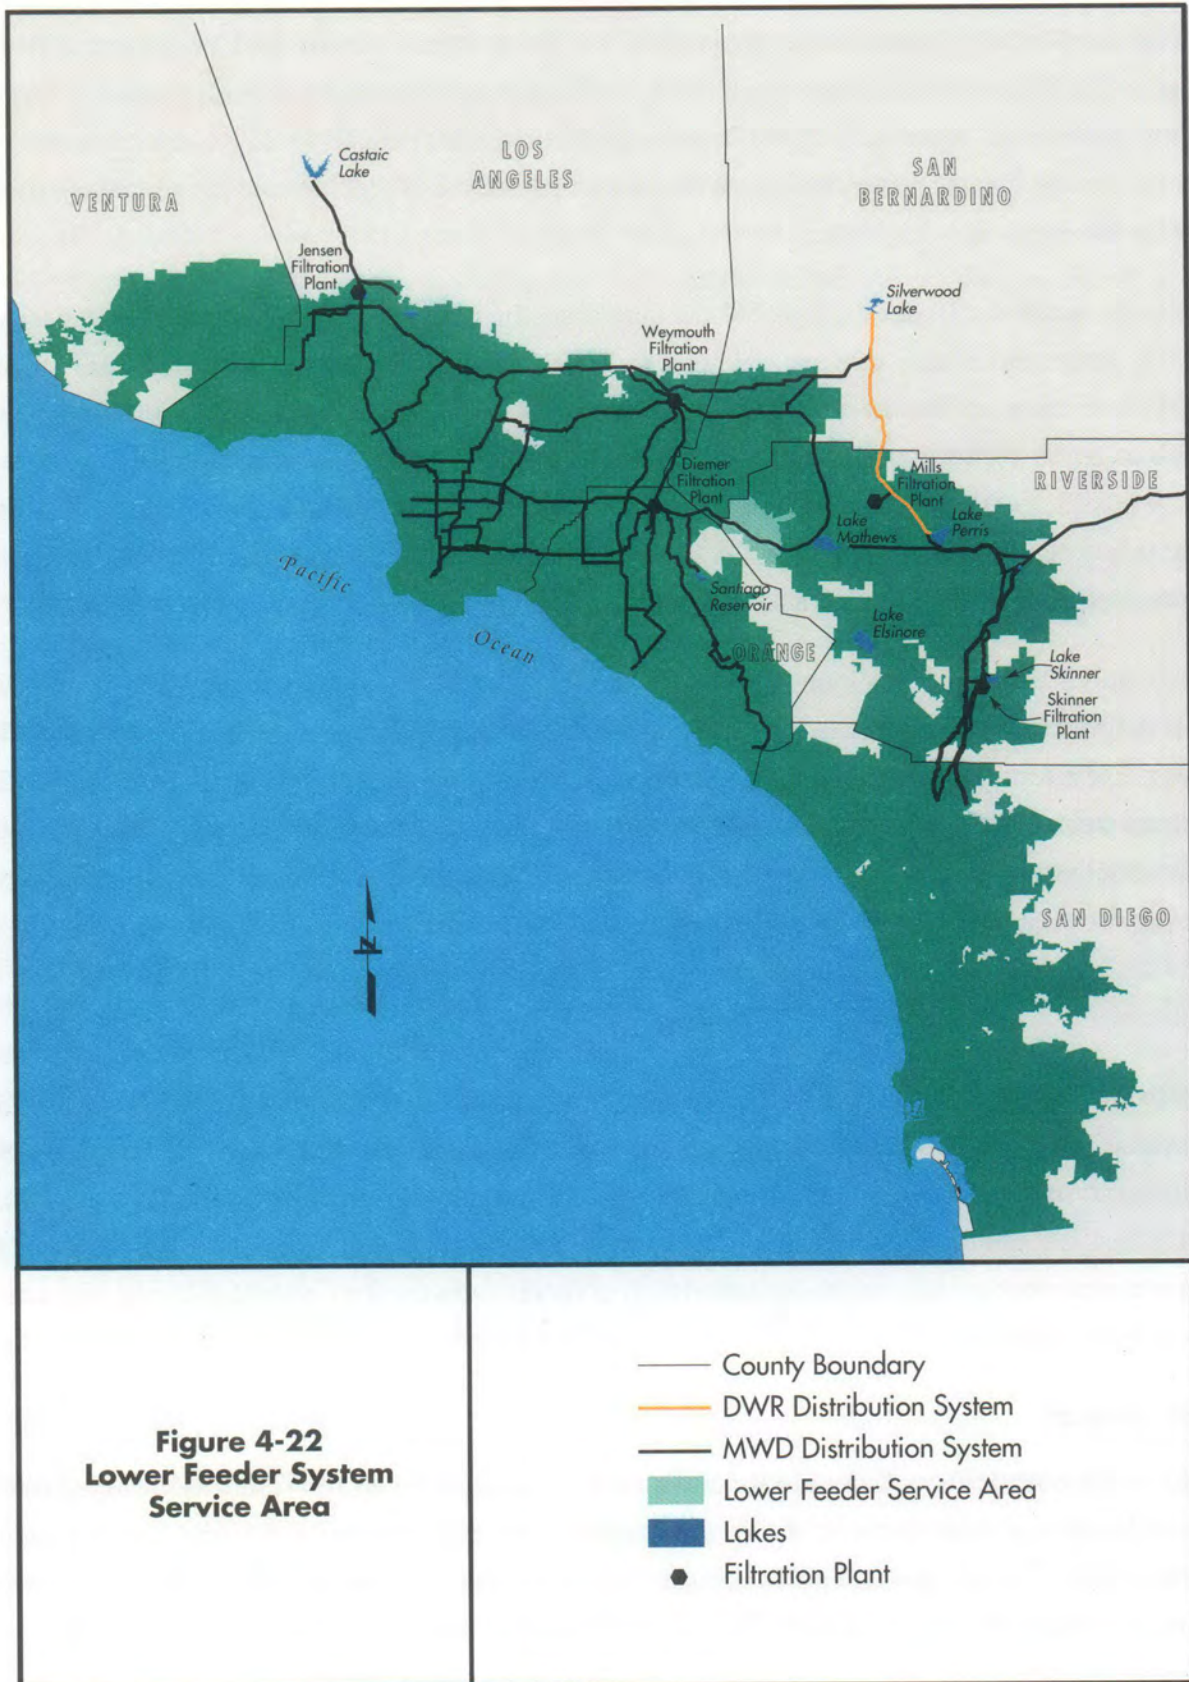 Castaic
Lake
LOS
ANGELES
SAN
BERNARDINO
VENTURA
Jensen
Filtration
Plant
Silverwood
Lake
Weymouth
Filtration
Plant
Diemer
Filtration
Plant
Mills
Filtration
Plant
RIVERSIDE
Lake
Perris
Lake
Mathews
Pacific
Ocean
Santiago
Reservoir
Lake
Elsinore
ORANGE
Lake
Skinner
Skinner
Filtration
Plant
SAN DIEGO
N
Figure 4-22
Lower Feeder System
Service Area
County Boundary
DWR Distribution System
MWD Distribution System
Lower Feeder Service Area
Lakes
Filtration Plant